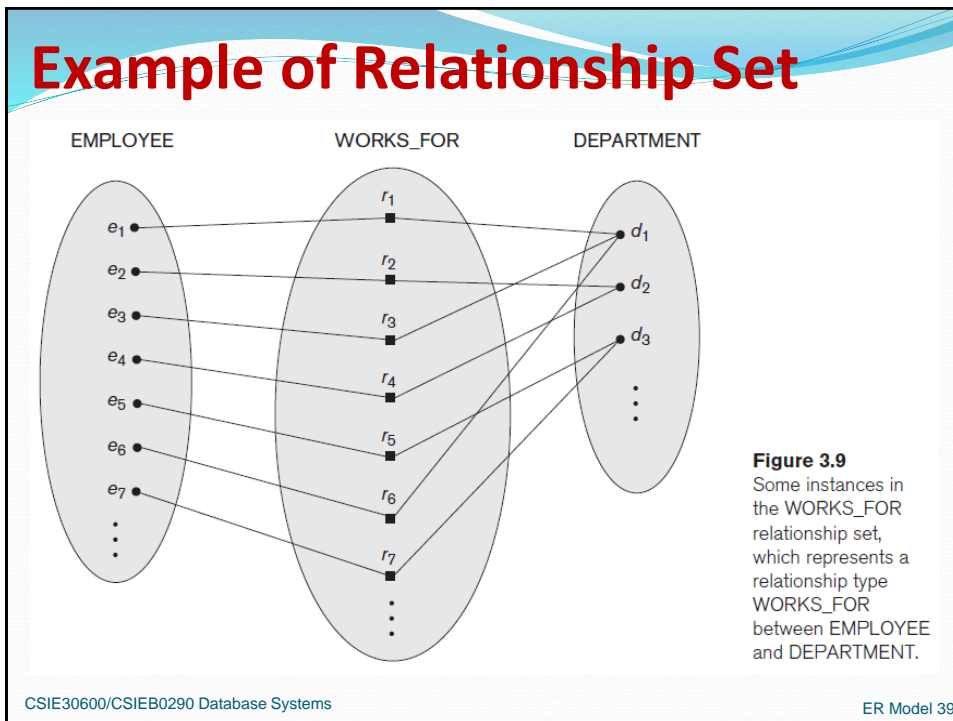 Example of Relationship Set
EMPLOYEE WORKS_FOR DEPARTMENT
e1
e2
e3
e4
e5
e6
e7
r1
r2
r3
r4
r5
r6
r7
d1
d2
d3
Figure 3.9
Some instances in
the WORKS_FOR
relationship set,
which represents a
relationship type
WORKS_FOR
between EMPLOYEE
and DEPARTMENT.
CSIE30600/CSIEB0290 Database Systems
ER Model 39